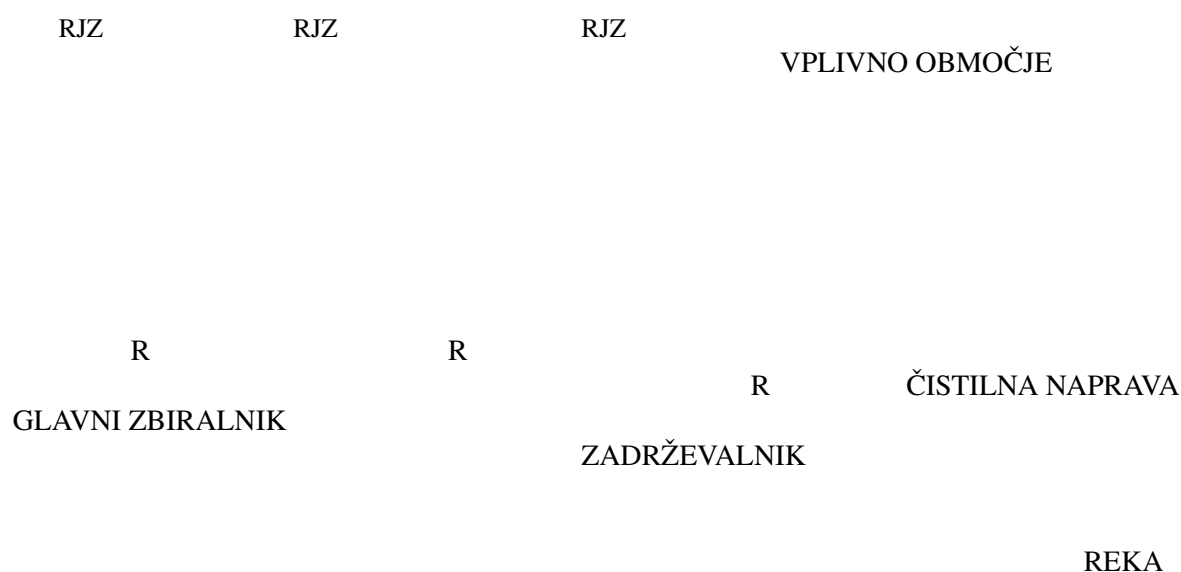 RJZ RJZ RJZ
VPLIVNO OBMOČJE
R R
R ČISTILNA NAPRAVA
GLAVNI ZBIRALNIK
ZADRŽEVALNIK
REKA